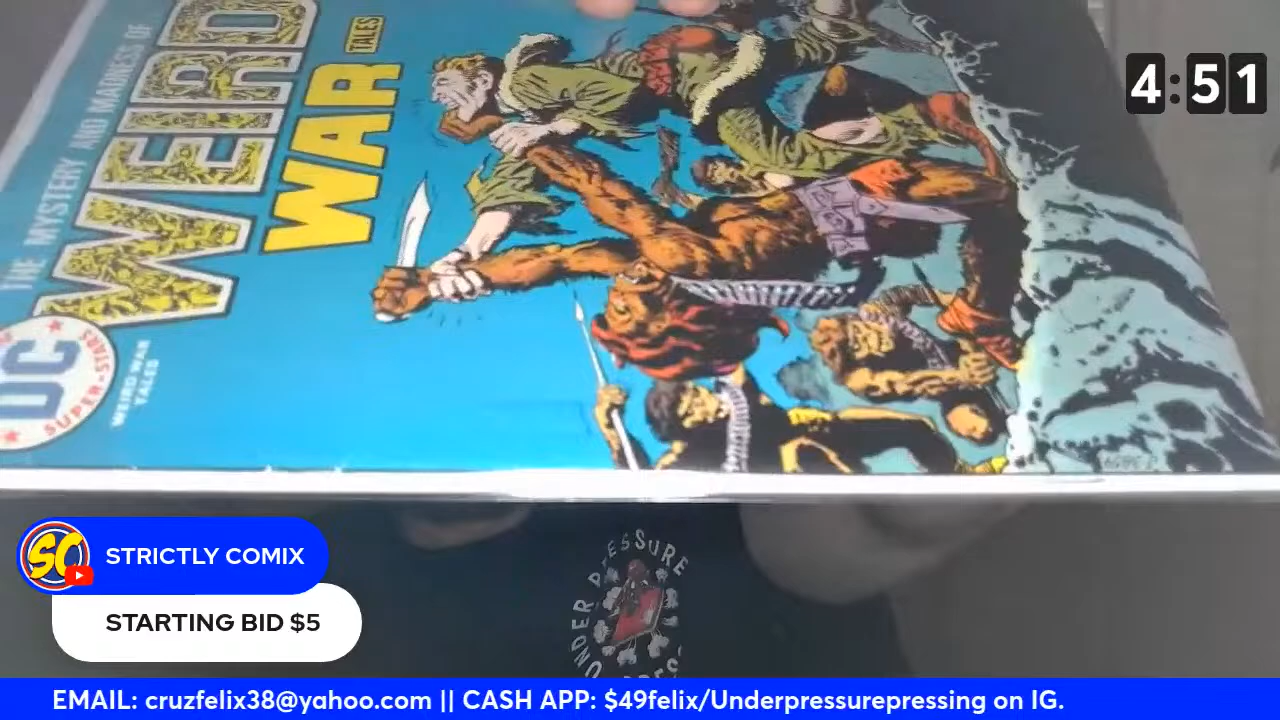 THE MYSTERY AND MADNESS OF
WEIRD
WAR
TALES
DC
SUPER-STARS
WEIRD WAR
TALES
4:51
SC
STRICTLY COMIX
STARTING BID $5
UNDER PRESSURE
EMAIL: cruzfelix38@yahoo.com || CASH APP: $49felix/Underpressurepressing on IG.